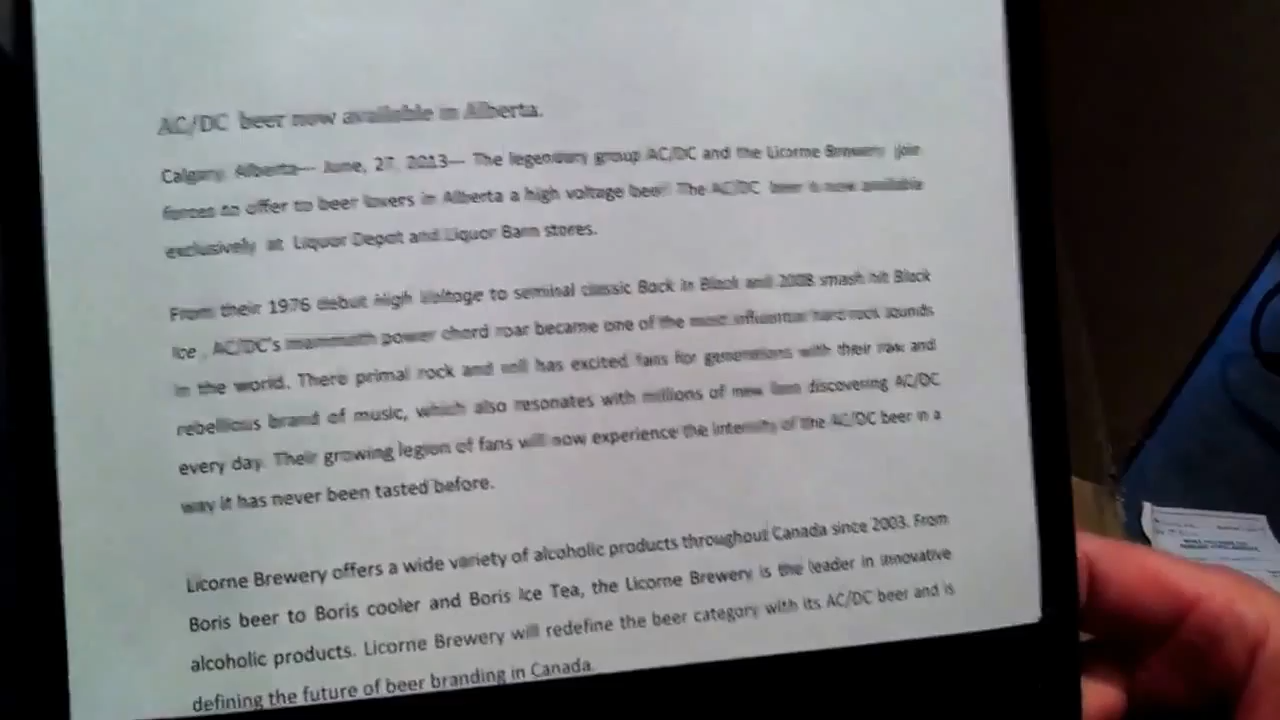 AC/DC beer now available in Alberta.
Calgary, Alberta— June, 27, 2013— The legendary group AC/DC and the Licorne Brewery join
forces to offer to beer lovers in Alberta a high voltage beer! The AC/DC beer is now available
exclusively at Liquor Depot and Liquor Barn stores.
From their 1976 debut High Voltage to seminal classic Back in Black and 2008 smash hit Black
Ice , AC/DC's mammoth power chord roar became one of the most influential hard rock sounds
in the world. There primal rock and roll has excited fans for generations with their raw and
rebellious brand of music, which also resonates with millions of new fans discovering AC/DC
every day. Their growing legion of fans will now experience the intensity of the AC/DC beer in a
way it has never been tasted before.
Licorne Brewery offers a wide variety of alcoholic products throughout Canada since 2003. From
Boris beer to Boris cooler and Boris Ice Tea, the Licorne Brewery is the leader in innovative
alcoholic products. Licorne Brewery will redefine the beer category with its AC/DC beer and is
defining the future of beer branding in Canada.